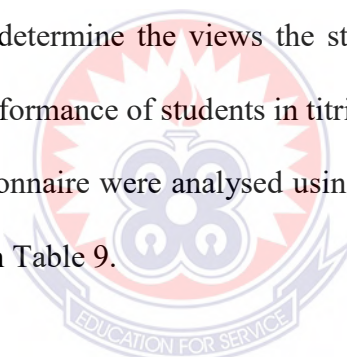 determine the views the st
formance of students in titri
onnaire were analysed usin
n Table 9.
EDUCATION FOR SERVICE